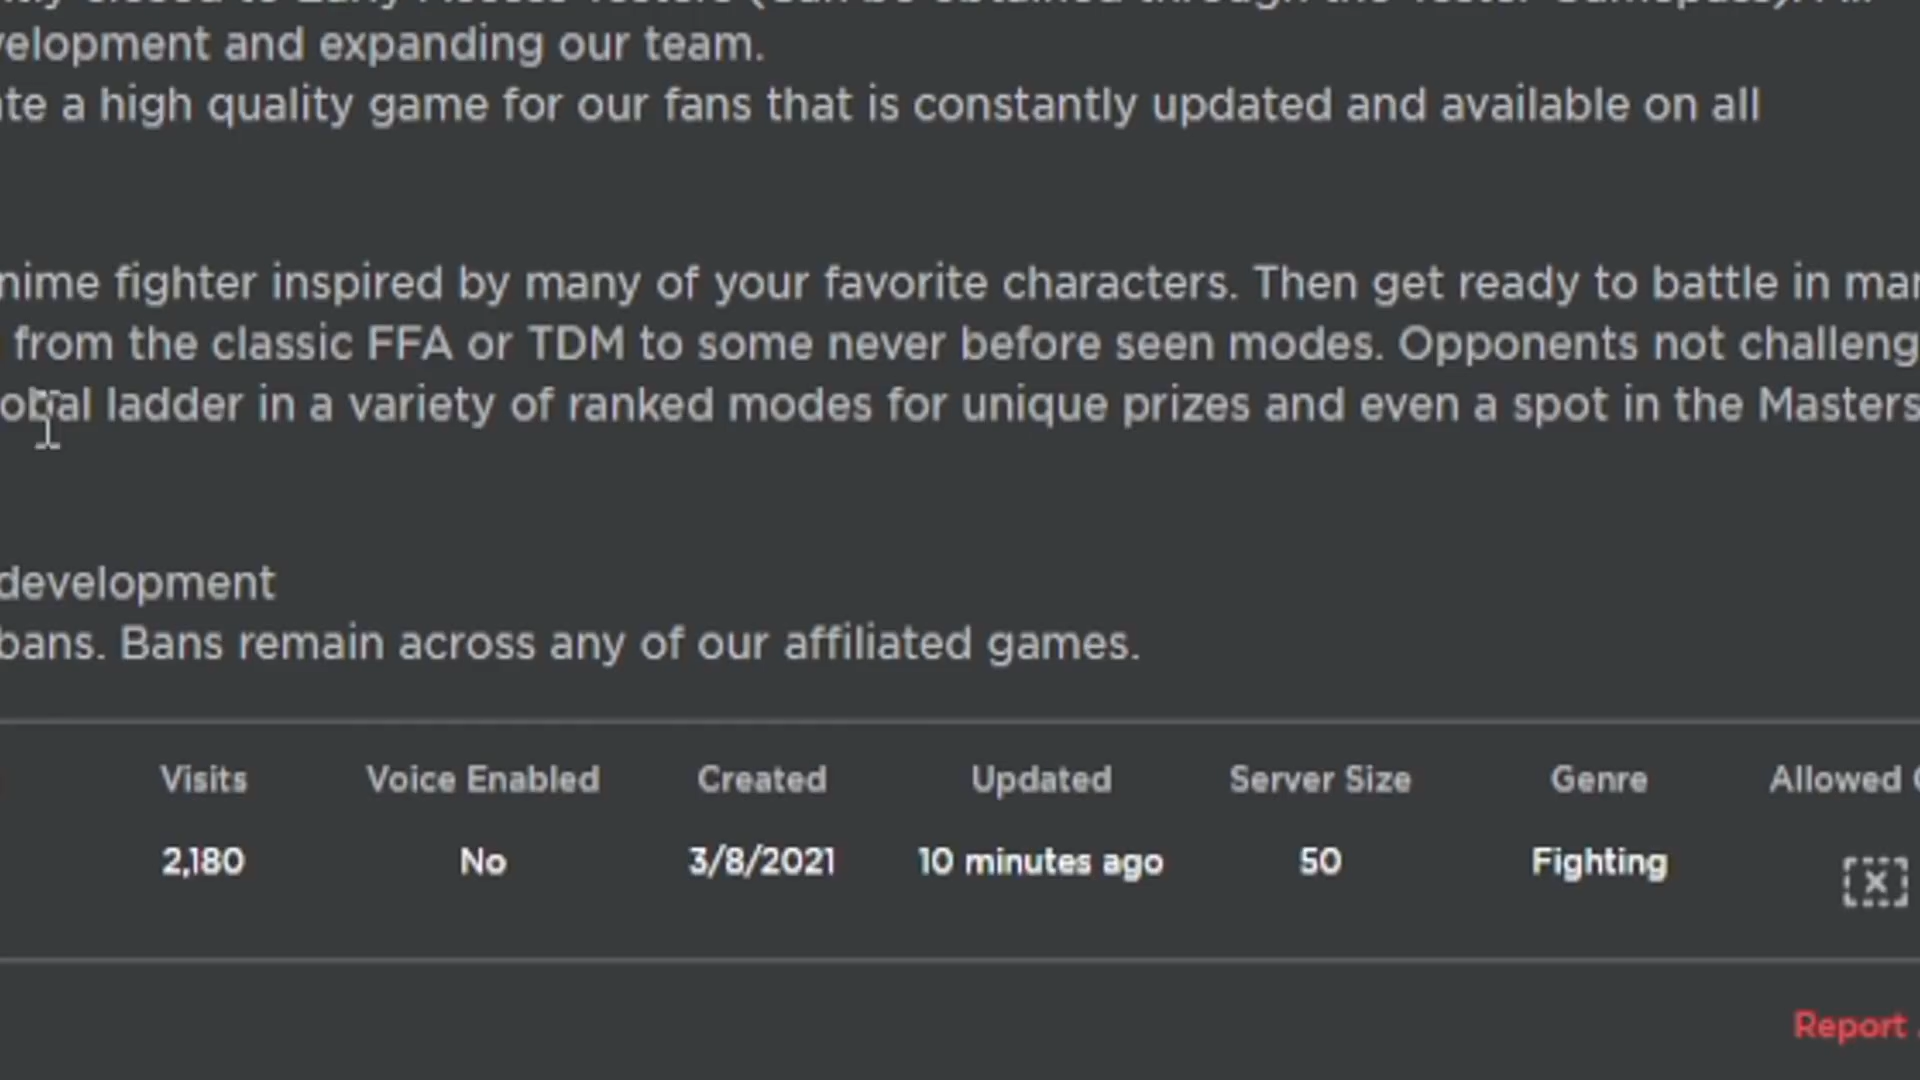 velopment and expanding our team.
te a high quality game for our fans that is constantly updated and available on all
nime fighter inspired by many of your favorite characters. Then get ready to battle in mar
from the classic FFA or TDM to some never before seen modes. Opponents not challeng
obal ladder in a variety of ranked modes for unique prizes and even a spot in the Masters
development
bans. Bans remain across any of our affiliated games.
Visits Voice Enabled Created Updated Server Size Genre Allowed
2,180 No 3/8/2021 10 minutes ago 50 Fighting
Report